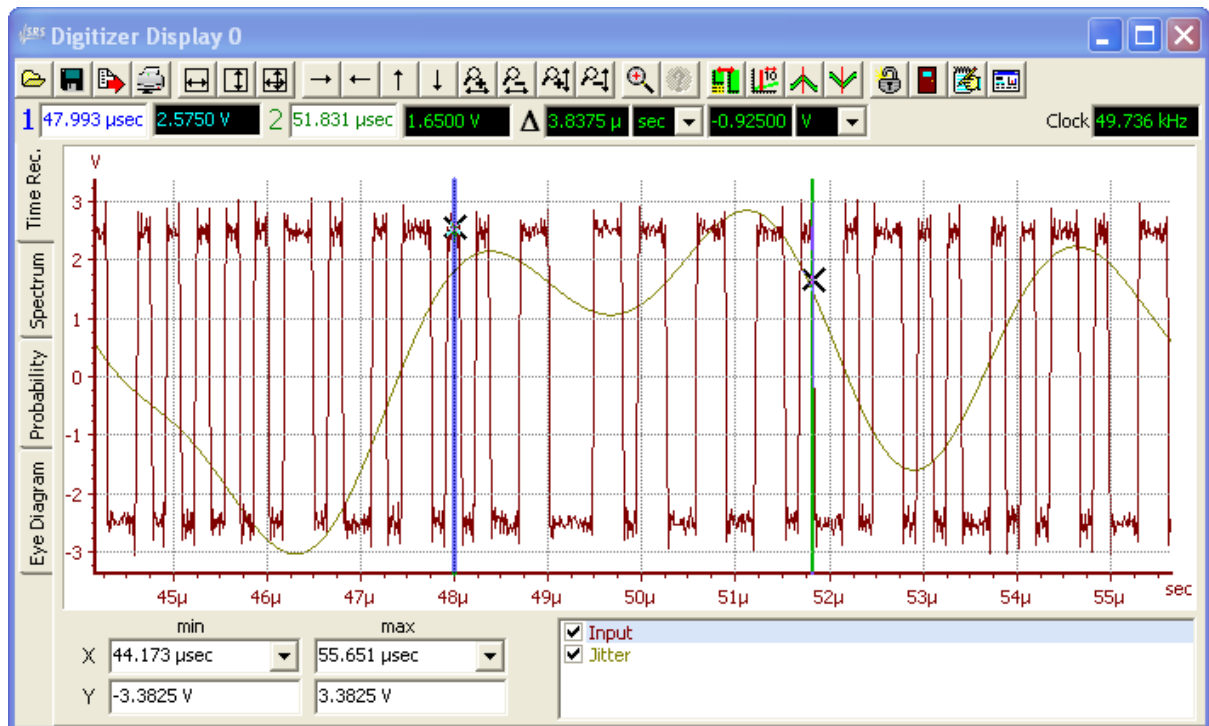 SRS Digitizer Display 0
10
1 47.993 µsec 2.5750 V 2 51.831 µsec 1.6500 V Δ 3.8375 µ sec -0.92500 V Clock 49.736 kHz
Time Rec.
Spectrum
Probability
Eye Diagram
V
3
2
1
0
-1
-2
-3
45µ 46µ 47µ 48µ 49µ 50µ 51µ 52µ 53µ 54µ 55µ sec
min max
X 44.173 µsec 55.651 µsec
Y -3.3825 V 3.3825 V
Input
Jitter